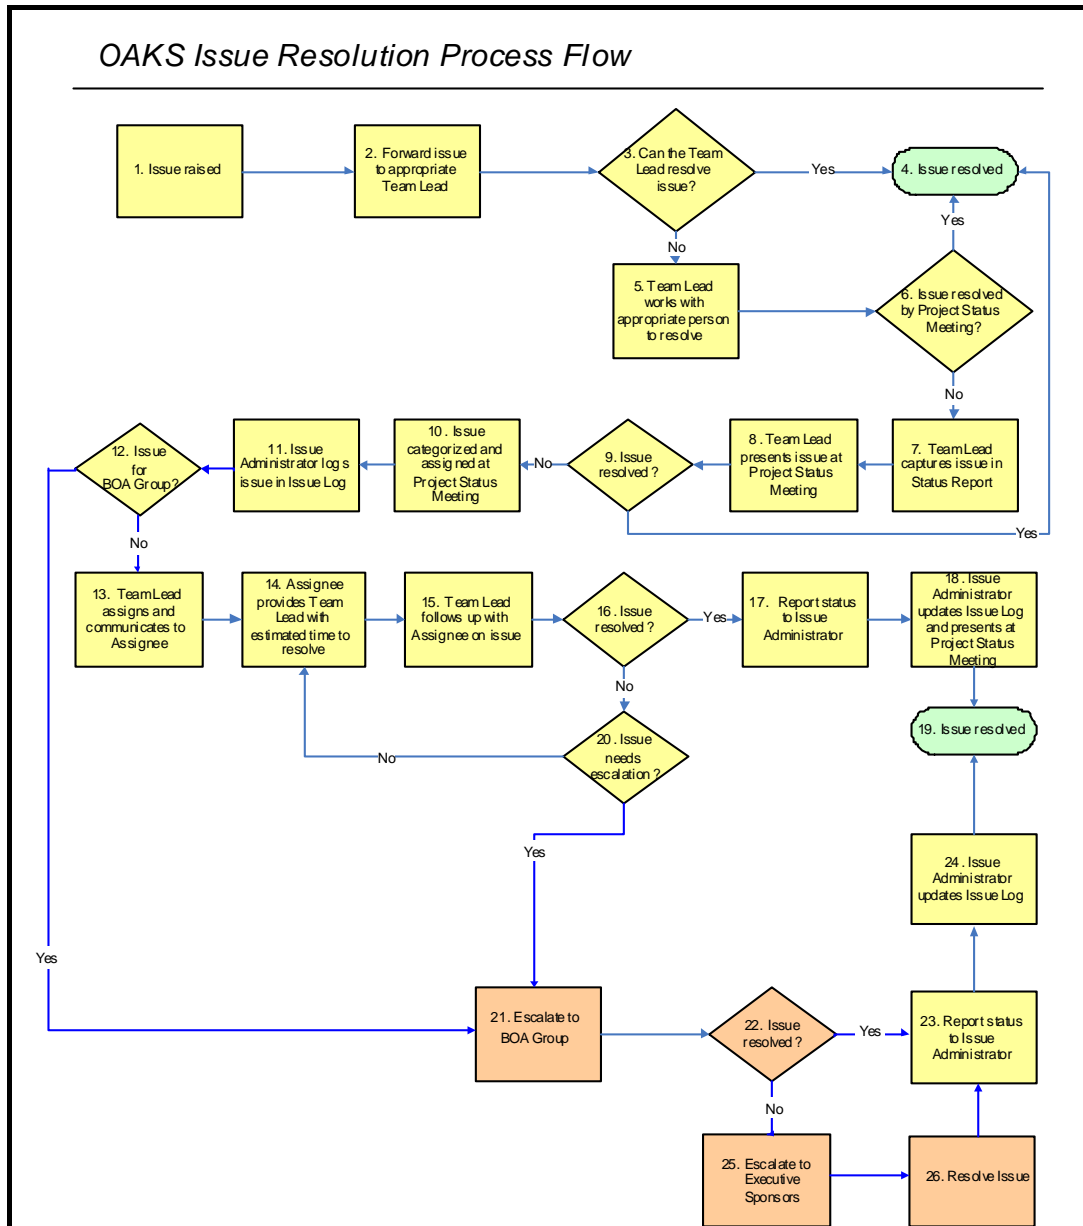 OAKS Issue Resolution Process Flow
1. Issue raised
2. Forward issue
to appropriate
Team Lead
3. Can the Team
Lead resolve
issue?
Yes
4. Issue resolved
No
Yes
5. Team Lead
works with
appropriate person
to resolve
6. Issue resolved
by Project Status
Meeting?
No
12. Issue
for
BOA Group?
11. Issue
Administrator logs
issue in Issue Log
10. Issue
categorized and
assigned at
Project Status
Meeting
No
9. Issue
resolved?
8. Team Lead
presents issue at
Project Status
Meeting
7. Team Lead
captures issue in
Status Report
Yes
No
13. Team Lead
assigns and
communicates to
Assignee
14. Assignee
provides Team
Lead with
estimated time to
resolve
15. Team Lead
follows up with
Assignee on issue
16. Issue
resolved?
Yes
17. Report status
to Issue
Administrator
18. Issue
Administrator
updates Issue Log
and presents at
Project Status
Meeting
No
19. Issue resolved
20. Issue
needs
escalation?
No
Yes
24. Issue
Administrator
updates Issue Log
Yes
21. Escalate to
BOA Group
22. Issue
resolved?
Yes
23. Report status
to Issue
Administrator
No
25. Escalate to
Executive
Sponsors
26. Resolve Issue